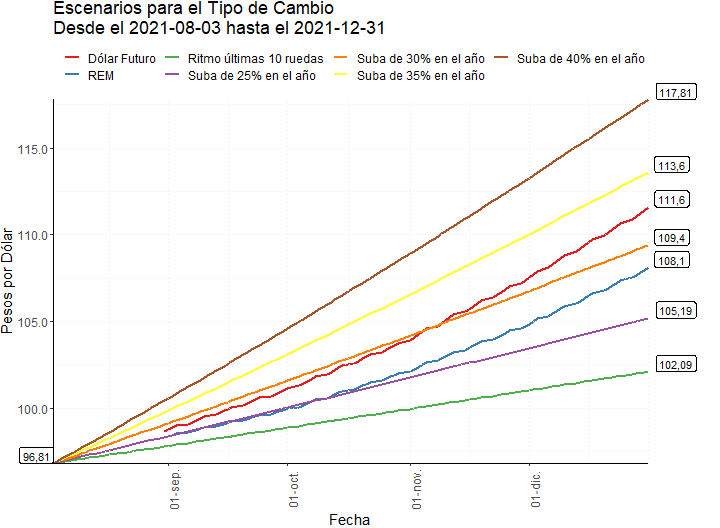 Escenarios para el Tipo de Cambio
Desde el 2021-08-03 hasta el 2021-12-31
Dólar Futuro
Ritmo últimas 10 ruedas
Suba de 30% en el año
Suba de 40% en el año
REM
Suba de 25% en el año
Suba de 35% en el año
117,81
115.0
113,6
111,6
110.0
109,4
108,1
105.0
105,19
102,09
100.0
96,81
Pesos por Dólar
01-sep.
01-oct.
01-nov.
01-dic.
Fecha